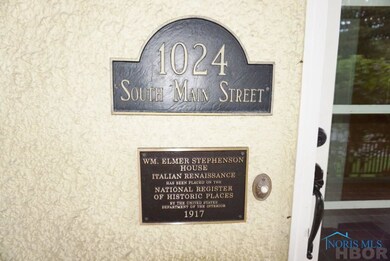 1024
SOUTH MAIN STREET
WM. ELMER STEPHENSON
HOUSE
ITALIAN RENAISSANCE
HAS BEEN PLACED ON THE
NATIONAL REGISTER
OF HISTORIC PLACES
BY THE UNITED STATES
DEPARTMENT OF THE INTERIOR
1917
NORIS MLS
HBOR